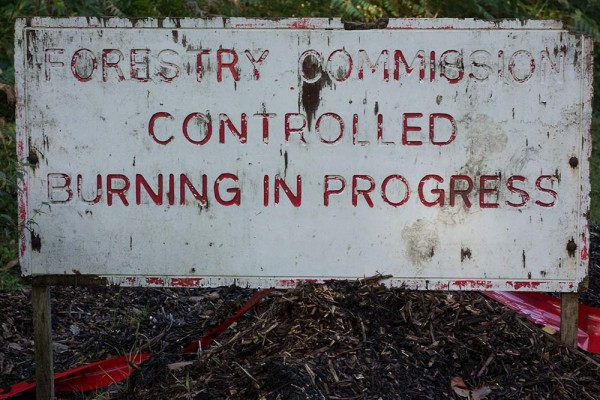 FORESTRY COMMISSION
CONTROLLED
BURNING IN PROGRESS